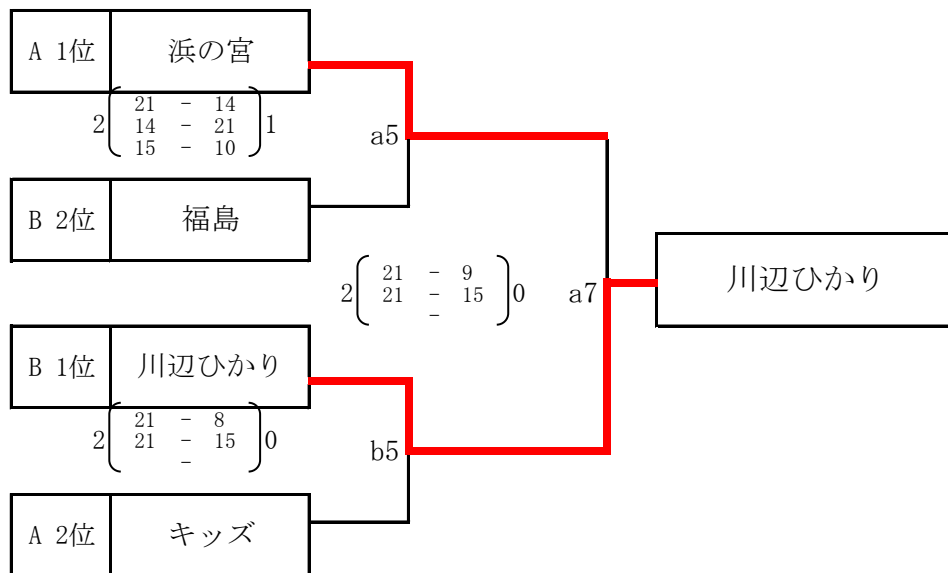 A 1位 浜の宮
21 - 14
2 14 - 21 1
15 - 10
a5
B 2位 福島
21 - 9
2 21 - 15 0
-
a7
川辺ひかり
B 1位 川辺ひかり
21 - 8
2 21 - 15 0
-
b5
A 2位 キッズ